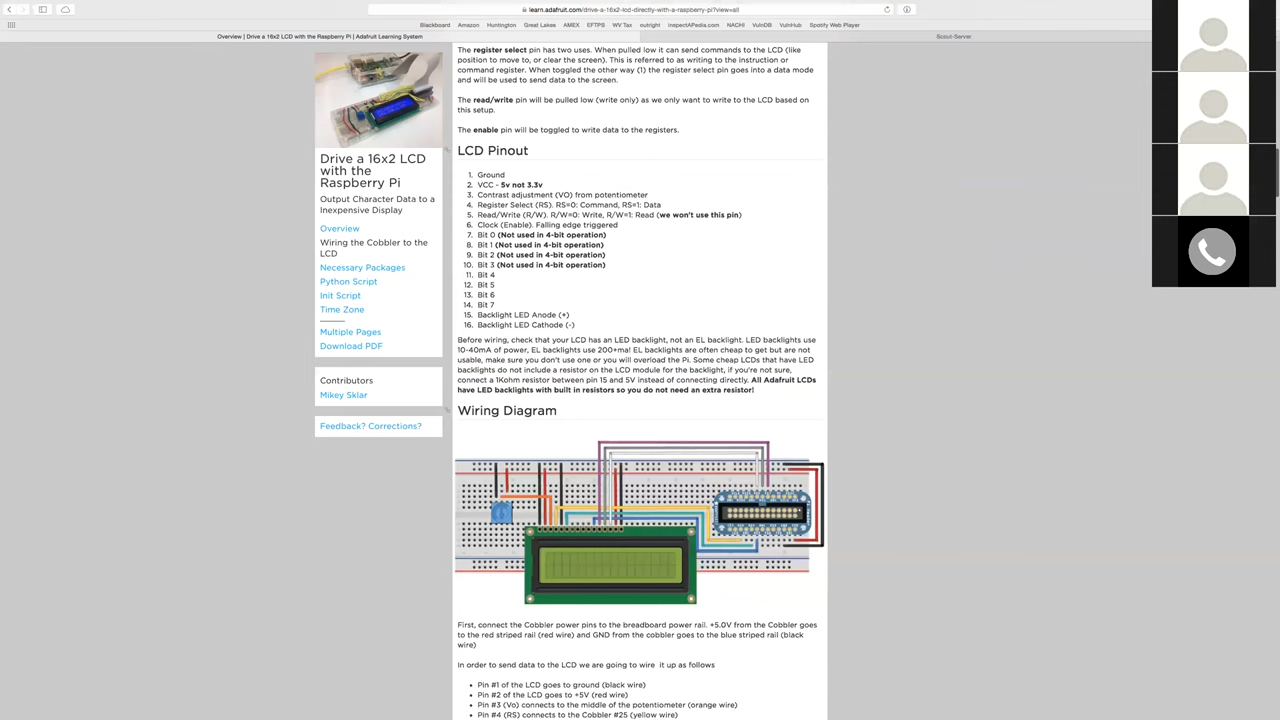 learn.adafruit.com/drive-a-16x2-lcd-directly-with-a-raspberry-pi?view=all
Blackboard Amazon Huntington Great Lakes AMEX EFTPS WV Tax outright InspectAPedia.com NACHI VulnDB VulnHub Spotify Web Player
Overview | Drive a 16x2 LCD with the Raspberry Pi | Adafruit Learning System
Scout-Server
Drive a 16x2 LCD
with the
Raspberry Pi
Output Character Data to a
Inexpensive Display
Overview
Wiring the Cobbler to the
LCD
Necessary Packages
Python Script
Init Script
Time Zone
Multiple Pages
Download PDF
Contributors
Mikey Sklar
Feedback? Corrections?
The register select pin has two uses. When pulled low it can send commands to the LCD (like
position to move to, or clear the screen). This is referred to as writing to the instruction or
command register. When toggled the other way (1) the register select pin goes into a data mode
and will be used to send data to the screen.
The read/write pin will be pulled low (write only) as we only want to write to the LCD based on
this setup.
The enable pin will be toggled to write data to the registers.
LCD Pinout
1. Ground
2. VCC - 5v not 3.3v
3. Contrast adjustment (VO) from potentiometer
4. Register Select (RS). RS=0: Command, RS=1: Data
5. Read/Write (R/W). R/W=0: Write, R/W=1: Read (we won't use this pin)
6. Clock (Enable). Falling edge triggered
7. Bit 0 (Not used in 4-bit operation)
8. Bit 1 (Not used in 4-bit operation)
9. Bit 2 (Not used in 4-bit operation)
10. Bit 3 (Not used in 4-bit operation)
11. Bit 4
12. Bit 5
13. Bit 6
14. Bit 7
15. Backlight LED Anode (+)
16. Backlight LED Cathode (-)
Before wiring, check that your LCD has an LED backlight, not an EL backlight. LED backlights use
10-40mA of power, EL backlights use 200+ma! EL backlights are often cheap to get but are not
usable, make sure you don't use one or you will overload the Pi. Some cheap LCDs that have LED
backlights do not include a resistor on the LCD module for the backlight, if you're not sure,
connect a 1Kohm resistor between pin 15 and 5V instead of connecting directly. All Adafruit LCDs
have LED backlights with built in resistors so you do not need an extra resistor!
Wiring Diagram
First, connect the Cobbler power pins to the breadboard power rail. +5.0V from the Cobbler goes
to the red striped rail (red wire) and GND from the cobbler goes to the blue striped rail (black
wire)
In order to send data to the LCD we are going to wire it up as follows
• Pin #1 of the LCD goes to ground (black wire)
• Pin #2 of the LCD goes to +5V (red wire)
• Pin #3 (Vo) connects to the middle of the potentiometer (orange wire)
• Pin #4 (RS) connects to the Cobbler #25 (yellow wire)